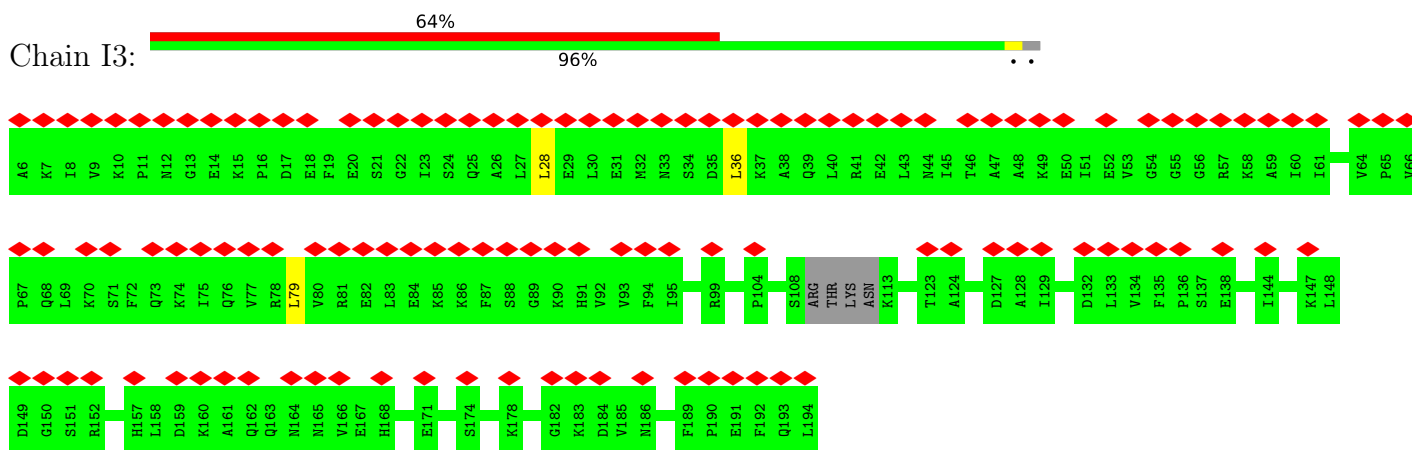 64%
Chain I3:
96%
• •
A6 K7 I8 V9 K10 P11 N12 G13 E14 K15 P16 D17 E18 F19 E20 S21 G22 I23 S24 Q25 A26 L27 L28 E29 L30 E31 M32 N33 S34 D35 L36 K37 A38 Q39 L40 R41 E42 L43 N44 I45 T46 A47 A48 K49 E50 I51 E52 V53 G54 G55 G56 R57 K58 A59 I60 I61 V64 P65 V66
P67 Q68 L69 K70 S71 F72 Q73 K74 I75 Q76 V77 R78 L79 V80 R81 E82 L83 E84 K85 K86 F87 S88 G89 K90 H91 V92 V93 F94 I95 R99 P104 S108 ARG THR LYS ASN K113 T123 A124 D127 A128 I129 D132 L133 V134 F135 P136 S137 E138 I144 K147 L148
D149 G150 S151 R152 H157 L158 D159 K160 A161 Q162 Q163 N164 N165 V166 E167 H168 E171 S174 K178 G182 K183 D184 V185 N186 F189 P190 E191 F192 Q193 L194